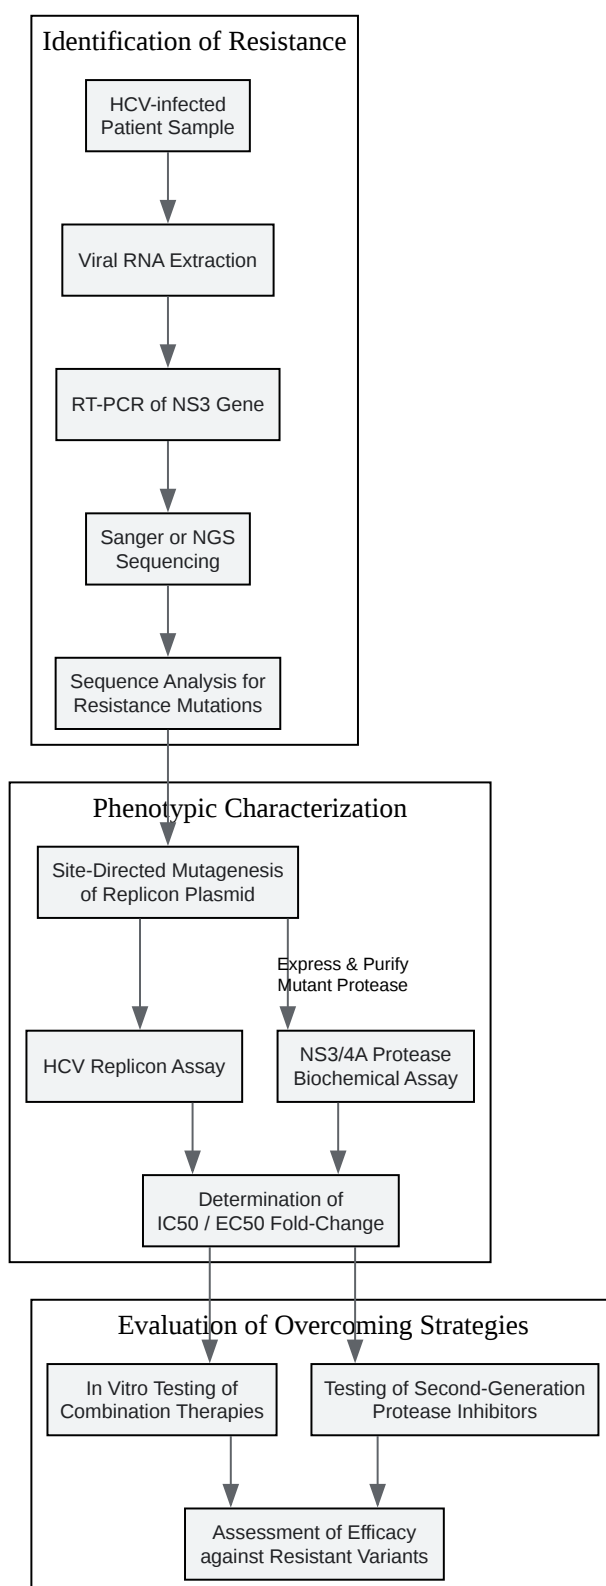 Identification of Resistance
HCV-infected
Patient Sample
Viral RNA Extraction
RT-PCR of NS3 Gene
Sanger or NGS
Sequencing
Sequence Analysis for
Resistance Mutations
Phenotypic Characterization
Site-Directed Mutagenesis
of Replicon Plasmid
Express & Purify
Mutant Protease
HCV Replicon Assay
NS3/4A Protease
Biochemical Assay
Determination of
IC50 / EC50 Fold-Change
Evaluation of Overcoming Strategies
In Vitro Testing of
Combination Therapies
Testing of Second-Generation
Protease Inhibitors
Assessment of Efficacy
against Resistant Variants